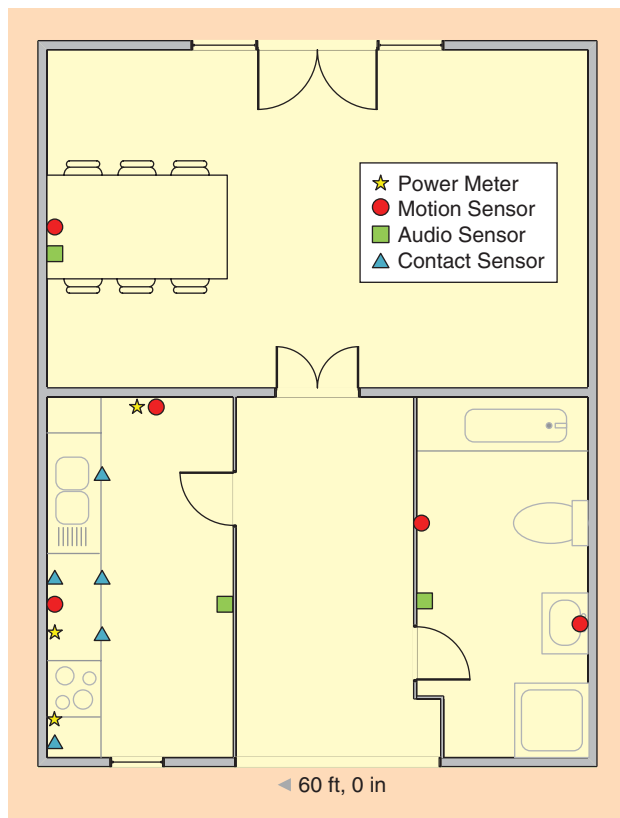 Power Meter
Motion Sensor
Audio Sensor
Contact Sensor
60 ft, 0 in